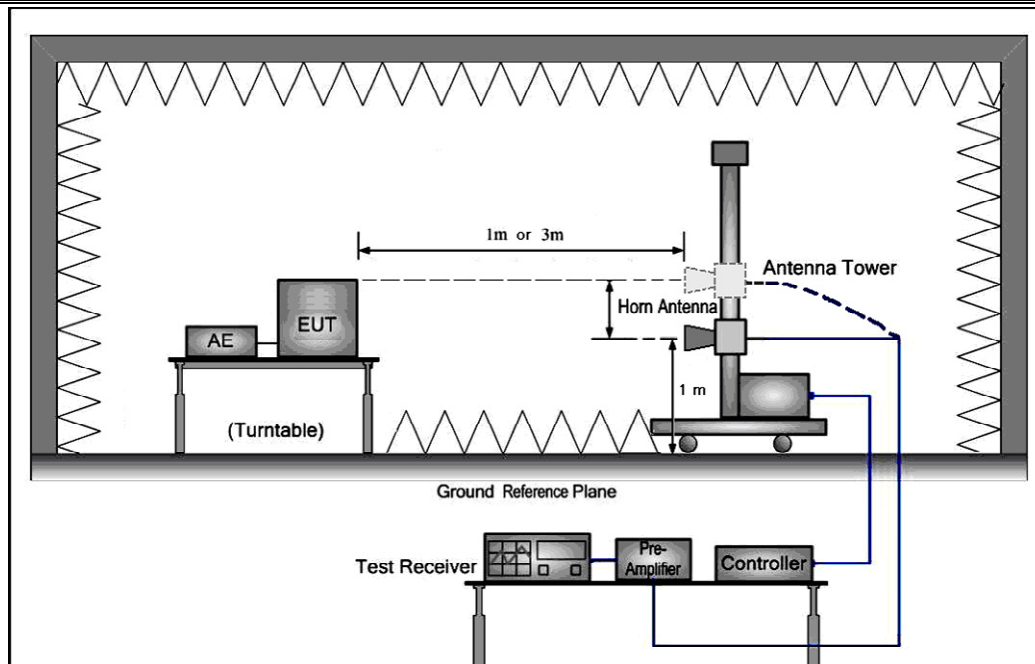 1m or 3m
Antenna Tower
Horn Antenna
EUT
AE
1 m
(Turntable)
Ground Reference Plane
Test Receiver
Pre-
Amplifier
Controller